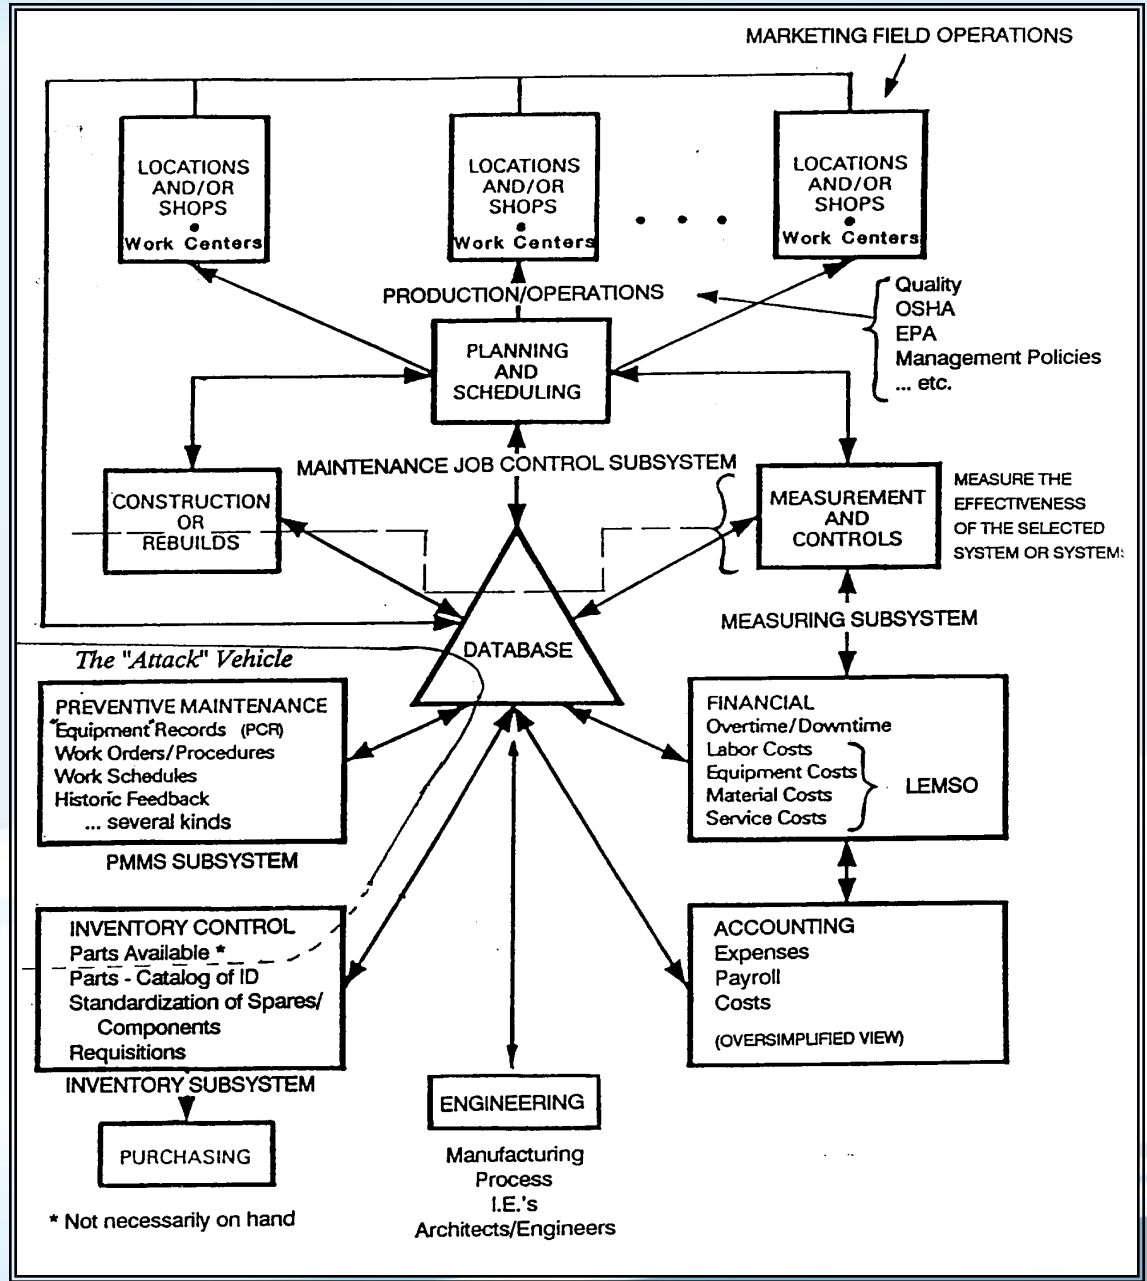 MARKETING FIELD OPERATIONS
LOCATIONS
AND/OR
SHOPS
•
Work Centers
LOCATIONS
AND/OR
SHOPS
•
Work Centers
• • •
LOCATIONS
AND/OR
SHOPS
•
Work Centers
PRODUCTION/OPERATIONS
Quality
OSHA
EPA
Management Policies
... etc.
PLANNING
AND
SCHEDULING
MAINTENANCE JOB CONTROL SUBSYSTEM
CONSTRUCTION
OR
REBUILDS
MEASUREMENT
AND
CONTROLS
MEASURE THE
EFFECTIVENESS
OF THE SELECTED
SYSTEM OR SYSTEMS
MEASURING SUBSYSTEM
DATABASE
The "Attack" Vehicle
PREVENTIVE MAINTENANCE
"Equipment" Records (PCR)
Work Orders/Procedures
Work Schedules
Historic Feedback
... several kinds
PMMS SUBSYSTEM
FINANCIAL
Overtime/Downtime
Labor Costs
Equipment Costs
Material Costs
Service Costs
LEMSO
INVENTORY CONTROL
Parts Available *
Parts - Catalog of ID
Standardization of Spares/
Components
Requisitions
INVENTORY SUBSYSTEM
ACCOUNTING
Expenses
Payroll
Costs
(OVERSIMPLIFIED VIEW)
PURCHASING
ENGINEERING
Manufacturing
Process
I.E.'s
Architects/Engineers
* Not necessarily on hand